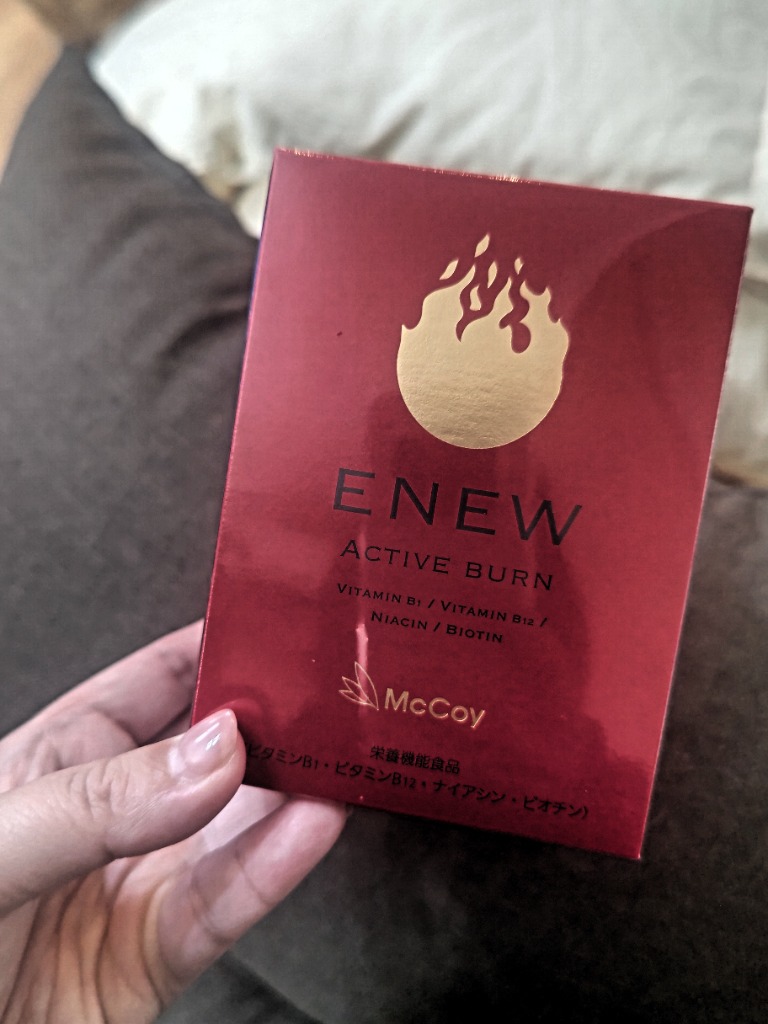 ENEW
ACTIVE BURN
VITAMIN B1 / VITAMIN B12 /
NIACIN / BIOTIN
McCoy
栄養機能食品
ビタミンB1・ビタミンB12・ナイアシン・ビオチン)